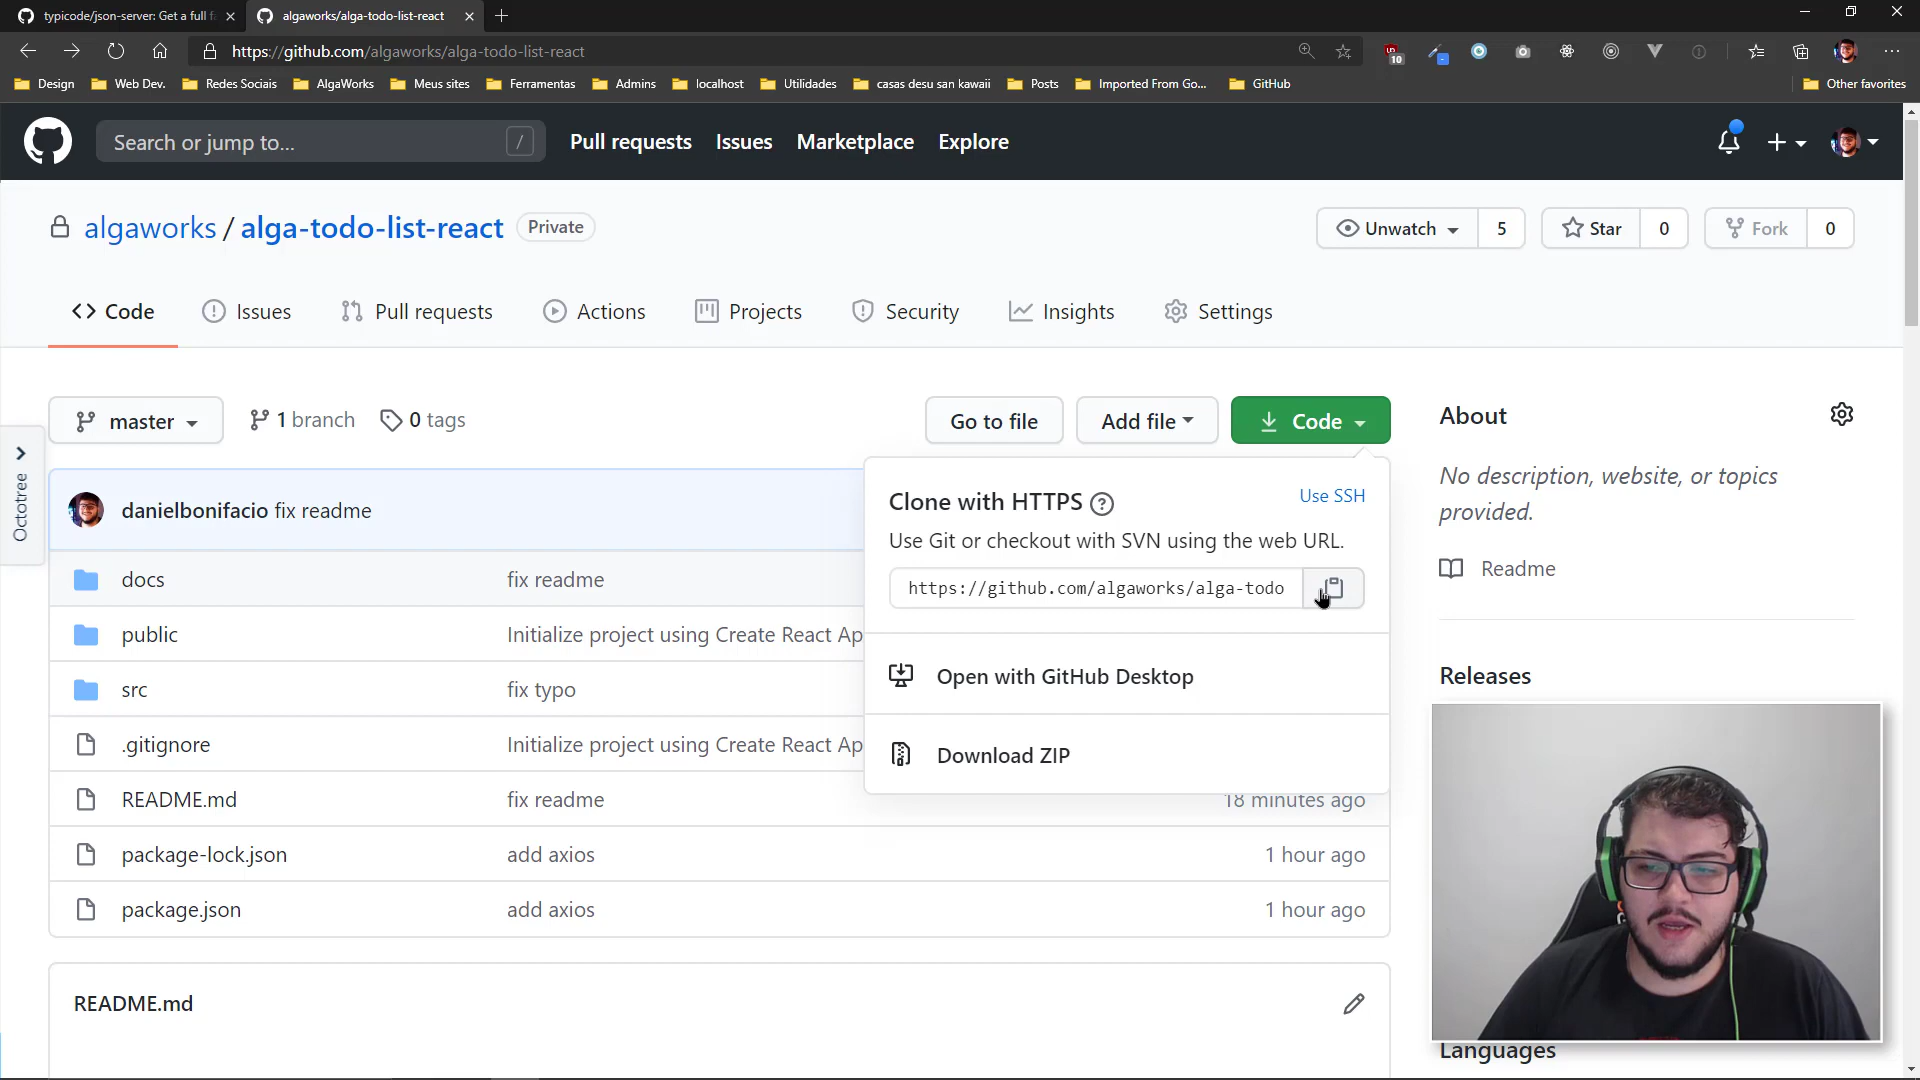 typicode/json-server: Get a full f
algaworks/alga-todo-list-react
https://github.com/algaworks/alga-todo-list-react
10
Design
Web Dev.
Redes Sociais
AlgaWorks
Meus sites
Ferramentas
Admins
localhost
Utilidades
casas desu san kawaii
Posts
Imported From Go...
GitHub
Other favorites
Search or jump to...
/
Pull requests
Issues
Marketplace
Explore
algaworks / alga-todo-list-react
Private
Unwatch
5
Star
0
Fork
0
Code
Issues
Pull requests
Actions
Projects
Security
Insights
Settings
master
1 branch
0 tags
Go to file
Add file
Code
About
No description, website, or topics
provided.
Readme
Octotree
danielbonifacio fix readme
Clone with HTTPS
Use SSH
Use Git or checkout with SVN using the web URL.
https://github.com/algaworks/alga-todo
Open with GitHub Desktop
Download ZIP
docs
fix readme
public
Initialize project using Create React Ap
src
fix typo
.gitignore
Initialize project using Create React Ap
README.md
fix readme
18 minutes ago
package-lock.json
add axios
1 hour ago
package.json
add axios
1 hour ago
Releases
README.md
Languages